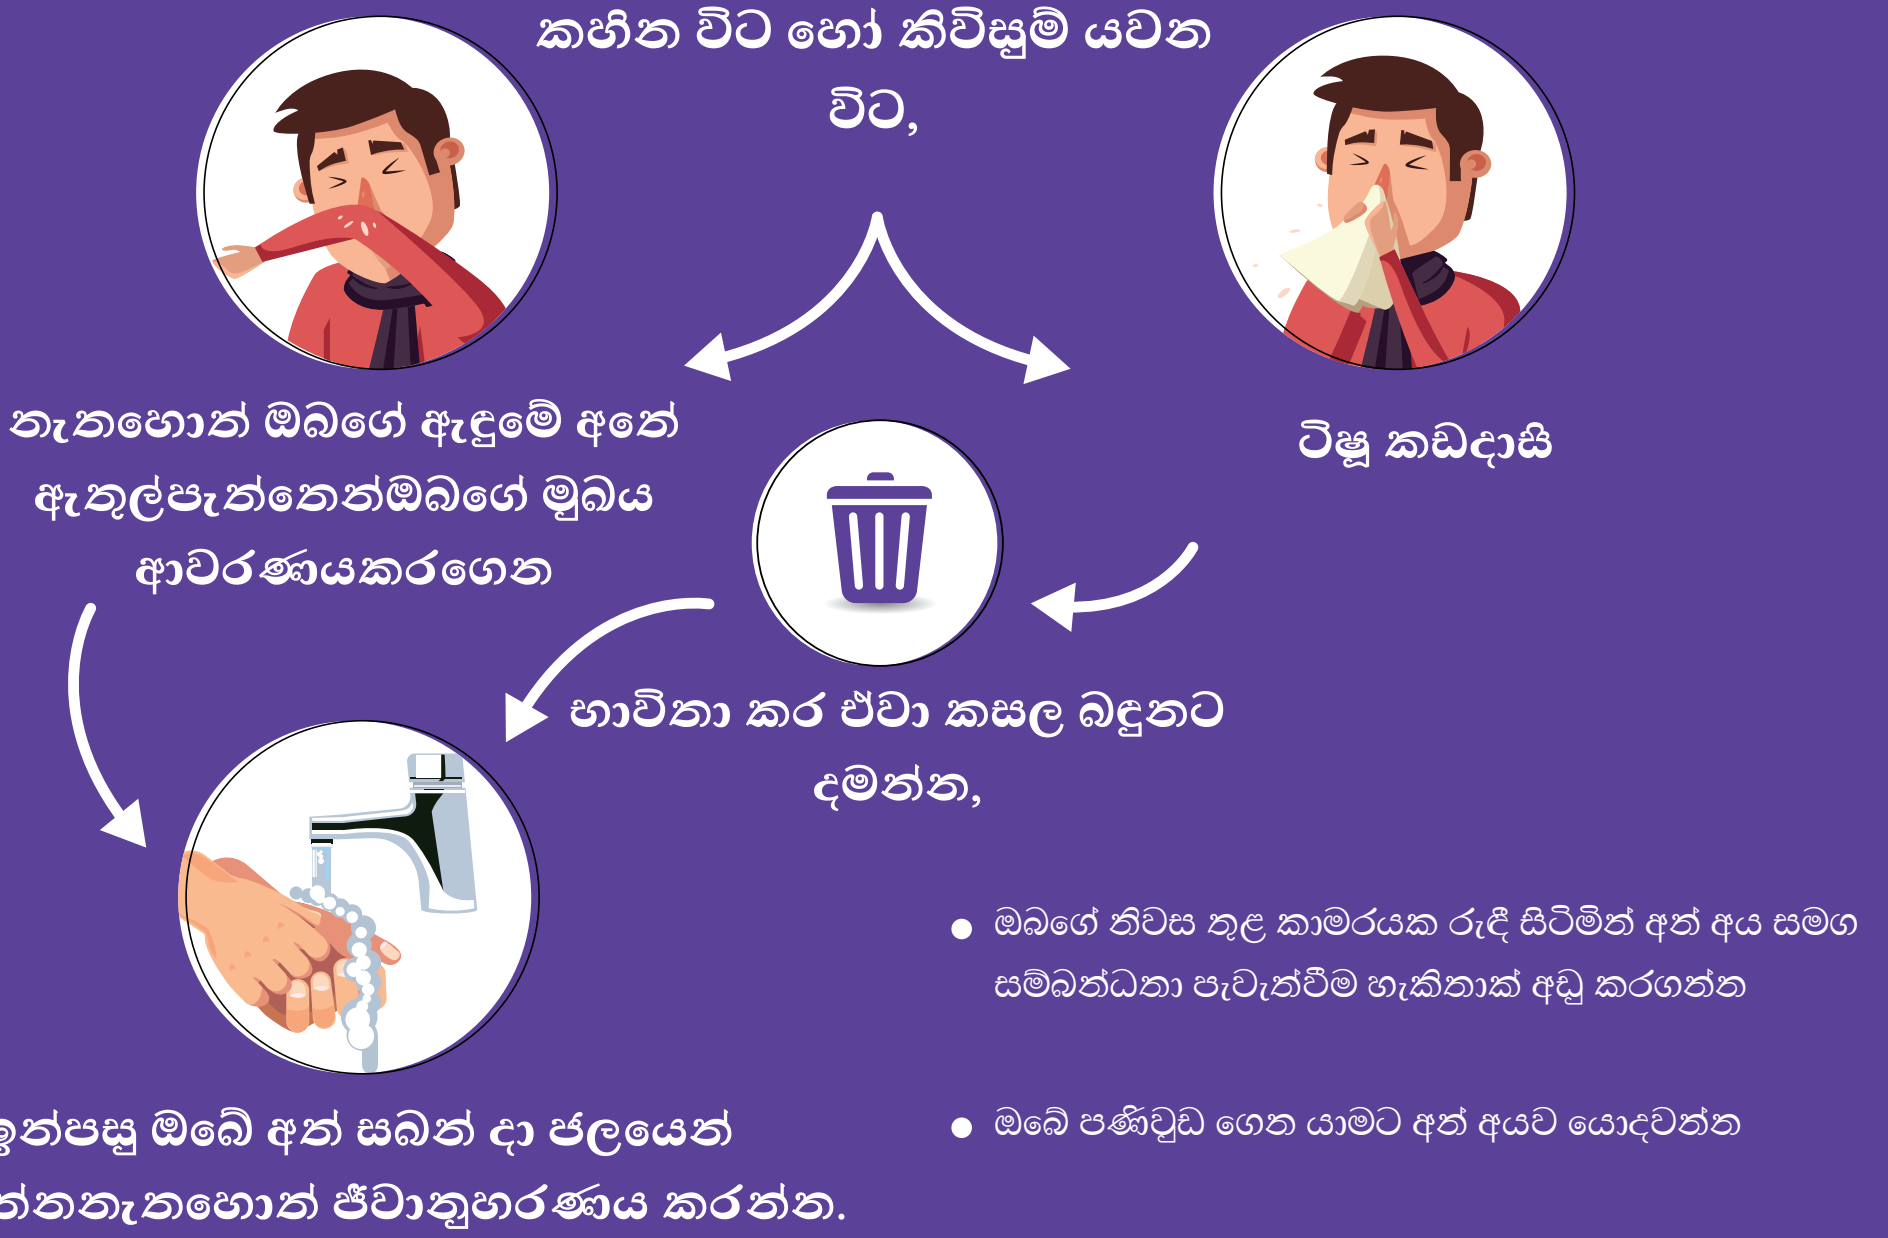 කහින විට හෝ කිවිසුම් යවන
විට,
නැතහොත් ඔබගේ ඇඳුමේ අතේ
ඇතුල්පැත්තෙන්ඔබගේ මුඛය
ආවරණයකරගෙන
ටිෂූ කඩදාසි
භාවිතා කර ඒවා කසල බඳුනට
දමන්න,
ඉන්පසු ඔබේ අත් සබන් දා ජලයෙන්
නැතහොත් ජීවානුහරණය කරන්න.
ඔබගේ නිවස තුළ කාමරයක රුඳී සිටිමින් අන් අය සමග
සම්බන්ධතා පැවැත්වීම හැකිතාක් අඩු කරගන්න
ඔබේ පණිවුඩ ගෙන යාමට අන් අයව යොදවන්න